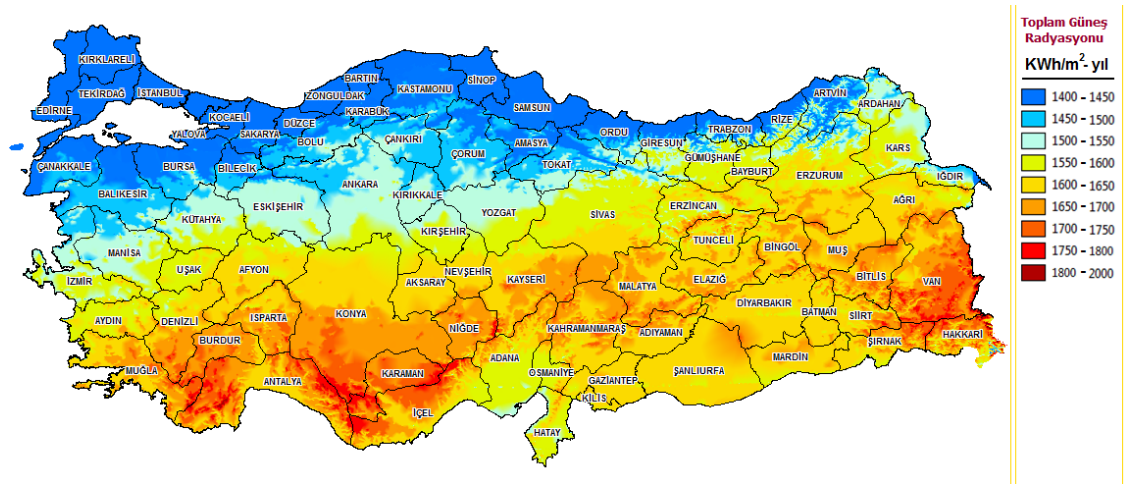 Toplam Güneş
Radyasyonu
KWh/m²- yıl
1400 - 1450
1450 - 1500
1500 - 1550
1550 - 1600
1600 - 1650
1650 - 1700
1700 - 1750
1750 - 1800
1800 - 2000
KIRKLARELİ
TEKİRDAĞ
İSTANBUL
EDİRNE
KOCAELİ
YALOVA
SAKARYA
DÜZCE
BOLU
ZONGULDAK
BARTIN
KARABÜK
KASTAMONU
SİNOP
SAMSUN
ORDU
GİRESUN
TRABZON
RİZE
ARTVİN
ARDAHAN
KARS
IĞDIR
ÇANAKKALE
BALIKESİR
BURSA
BİLECİK
ESKİŞEHİR
KÜTAHYA
ANKARA
ÇANKIRI
KIRIKKALE
ÇORUM
AMASYA
TOKAT
YOZGAT
KIRŞEHİR
SİVAS
GÜMÜŞHANE
BAYBURT
ERZİNCAN
ERZURUM
AĞRI
MANİSA
İZMİR
UŞAK
AFYON
AYDIN
DENİZLİ
ISPARTA
BURDUR
MUĞLA
ANTALYA
KONYA
AKSARAY
NEVŞEHİR
KAYSERİ
NİĞDE
KARAMAN
İÇEL
ADANA
OSMANİYE
HATAY
KAHRAMANMARAŞ
MALATYA
ADIYAMAN
GAZİANTEP
KİLİS
ŞANLIURFA
TUNCELİ
ELAZIĞ
BİNGÖL
MUŞ
BİTLİS
VAN
DİYARBAKIR
BATMAN
SİİRT
MARDİN
ŞIRNAK
HAKKARİ